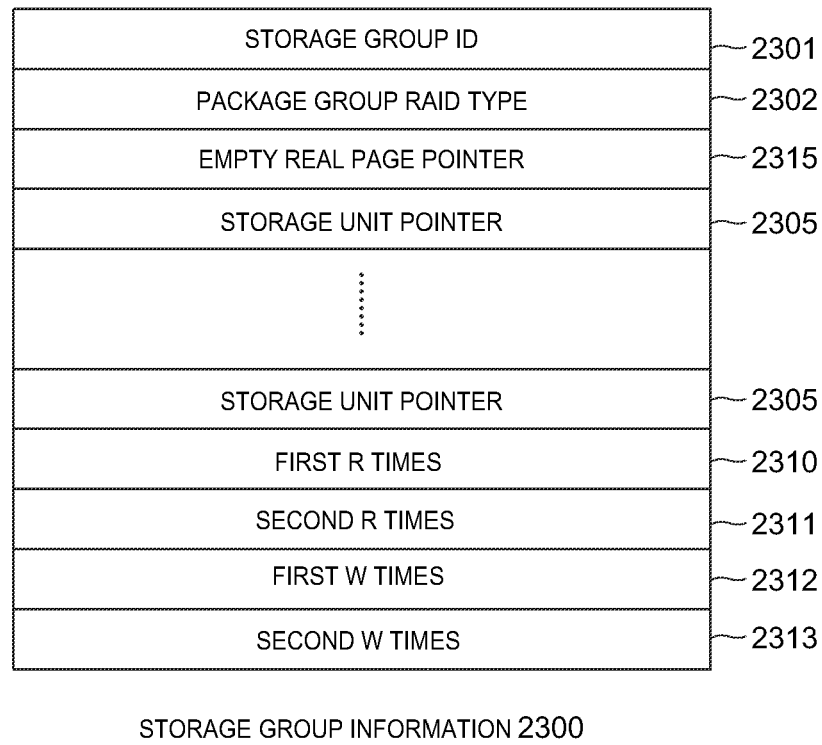 STORAGE GROUP ID 2301
PACKAGE GROUP RAID TYPE 2302
EMPTY REAL PAGE POINTER 2315
STORAGE UNIT POINTER 2305
STORAGE UNIT POINTER 2305
FIRST R TIMES 2310
SECOND R TIMES 2311
FIRST W TIMES 2312
SECOND W TIMES 2313
STORAGE GROUP INFORMATION 2300